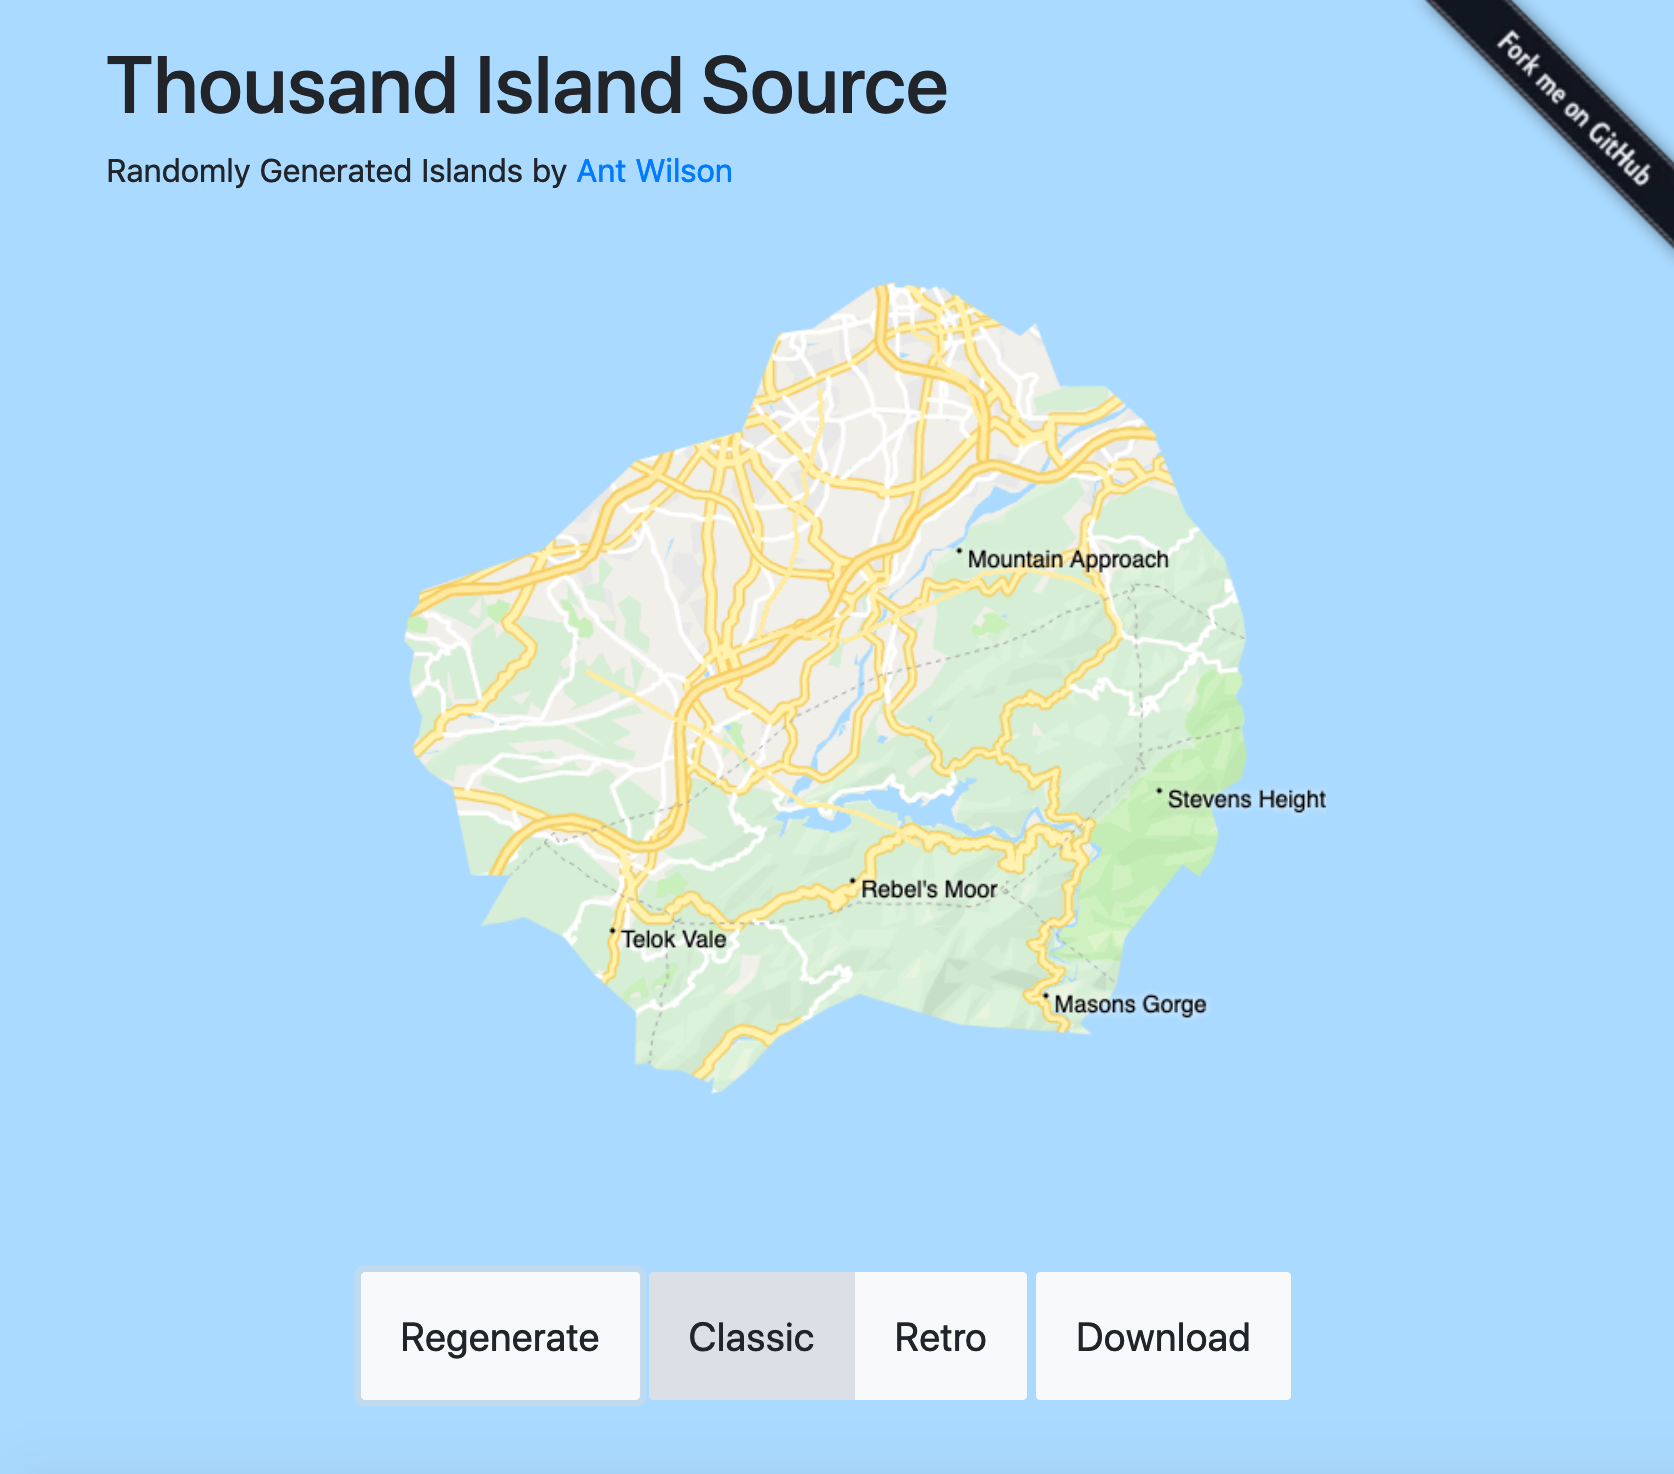 Thousand Island Source
Fork me on GitHub
Randomly Generated Islands by Ant Wilson
Mountain Approach
Stevens Height
Rebel's Moor
Telok Vale
Masons Gorge
Regenerate
Classic
Retro
Download